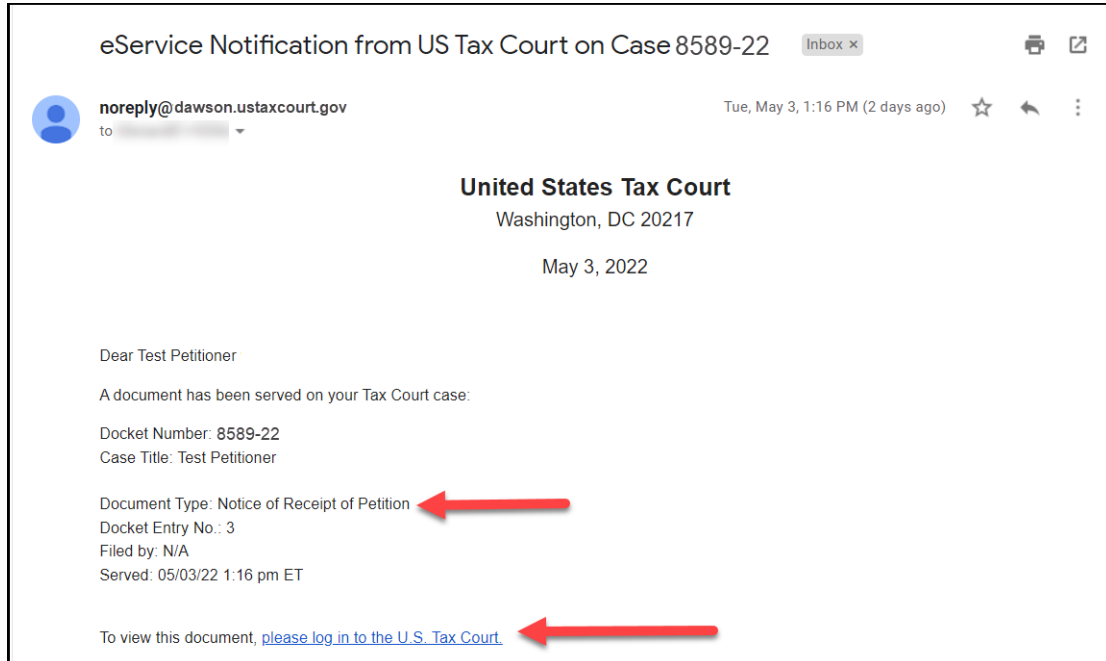 eService Notification from US Tax Court on Case 8589-22 Inbox ×
noreply@dawson.ustaxcourt.gov Tue, May 3, 1:16 PM (2 days ago)
to
United States Tax Court
Washington, DC 20217
May 3, 2022
Dear Test Petitioner
A document has been served on your Tax Court case:
Docket Number: 8589-22
Case Title: Test Petitioner
Document Type: Notice of Receipt of Petition
Docket Entry No.: 3
Filed by: N/A
Served: 05/03/22 1:16 pm ET
To view this document, please log in to the U.S. Tax Court.